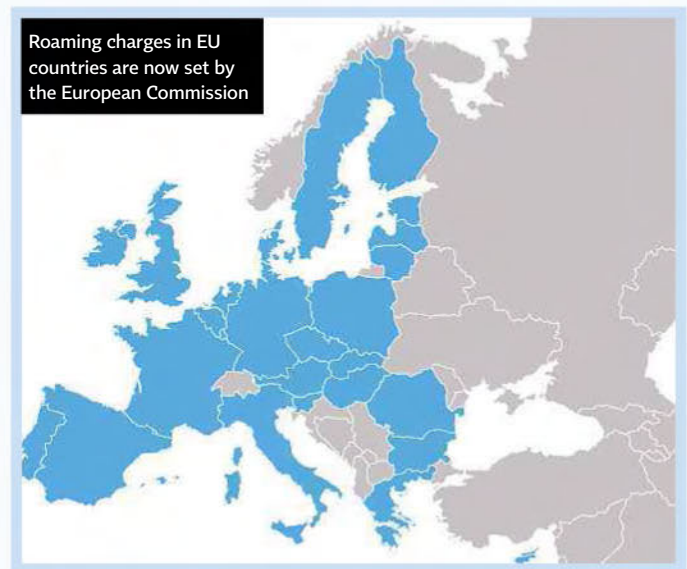 Roaming charges in EU
countries are now set by
the European Commission